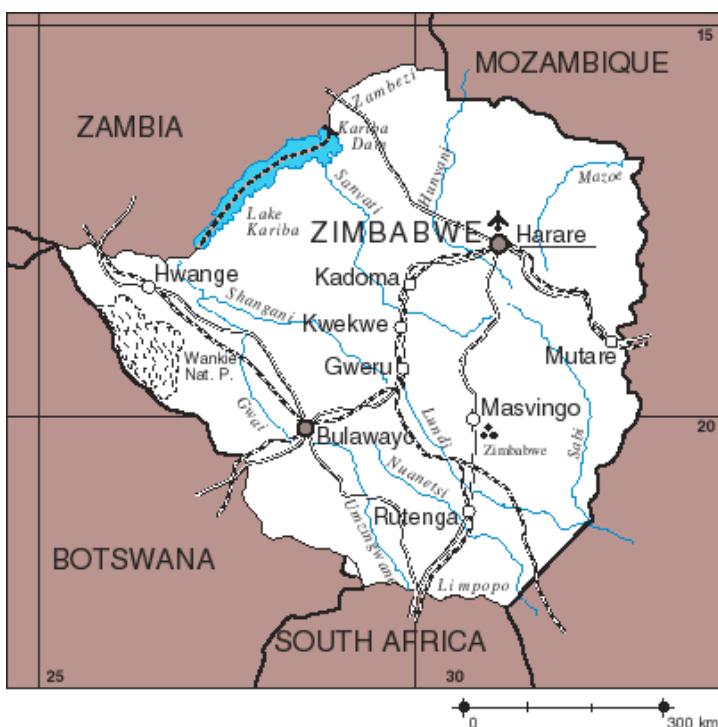 15
MOZAMBIQUE
ZAMBIA
Zambezi
Kariba
Dam
Hunyani
Mazoe
Sanyati
Lake
Kariba
ZIMBABWE
Harare
Hwange
Kadoma
Shangani
Kwekwe
Mutare
Wankie
Nat. P.
Gweru
Gwai
Lundi
Masvingo
20
Bulawayo
Zimbabwe
Sabi
Nuanetsi
Umzingwane
Rutenga
BOTSWANA
Limpopo
SOUTH AFRICA
25
30
0
300 km